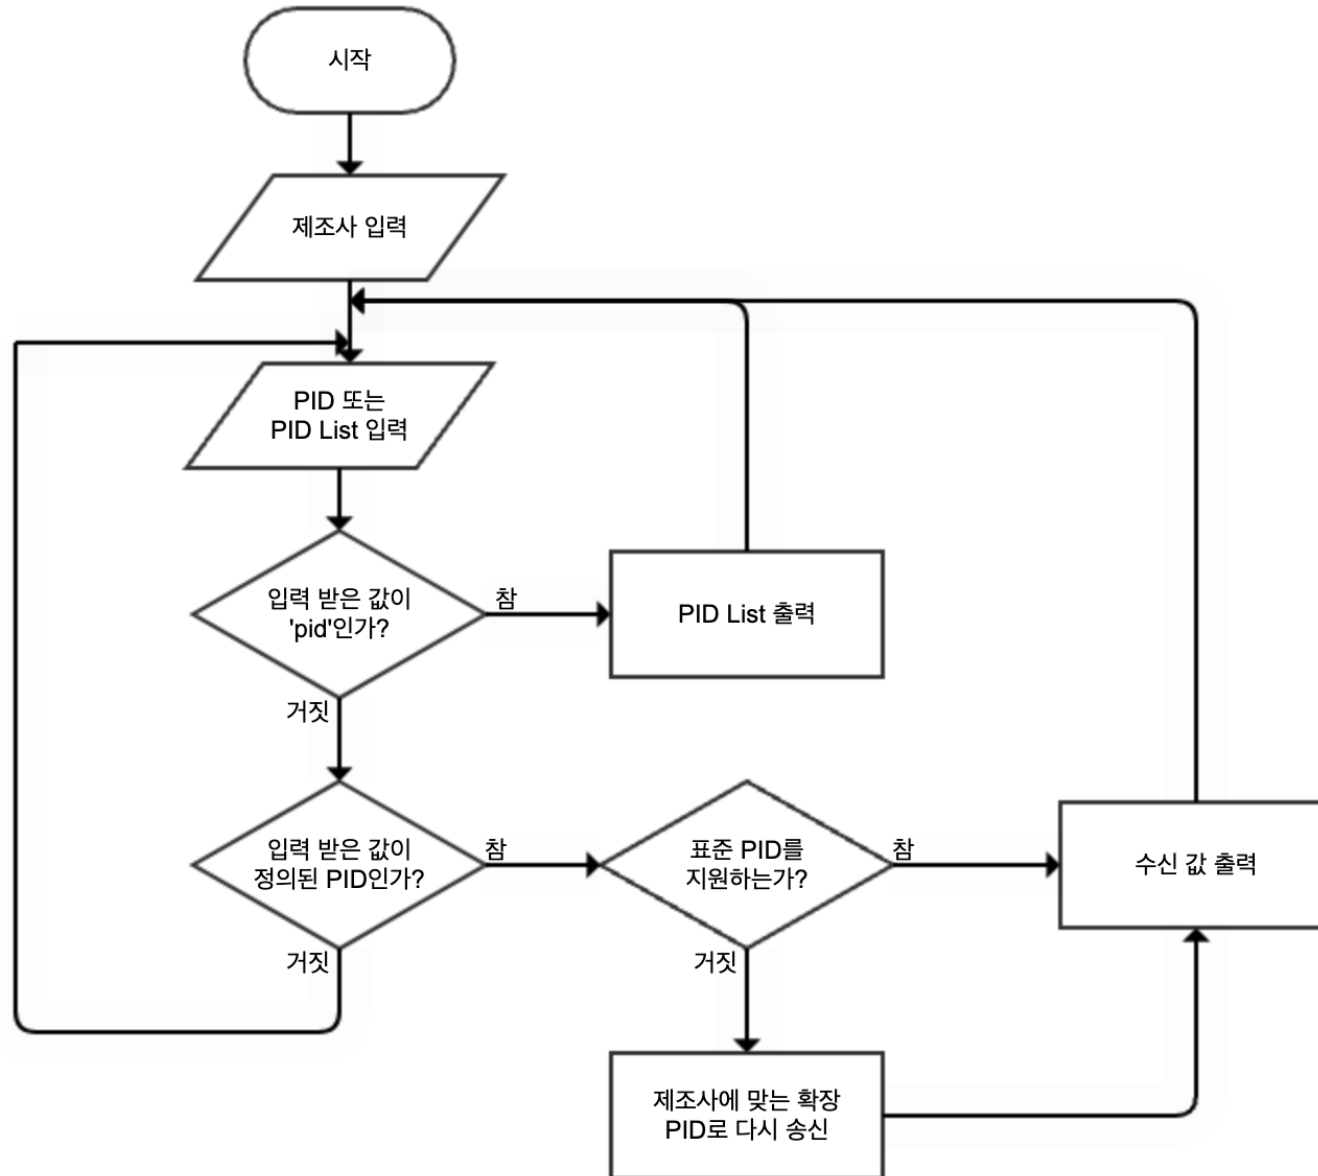 시작
제조사 입력
PID 또는
PID List 입력
입력 받은 값이
'pid'인가?
참
PID List 출력
거짓
입력 받은 값이
정의된 PID인가?
참
표준 PID를
지원하는가?
참
수신 값 출력
거짓
거짓
제조사에 맞는 확장
PID로 다시 송신